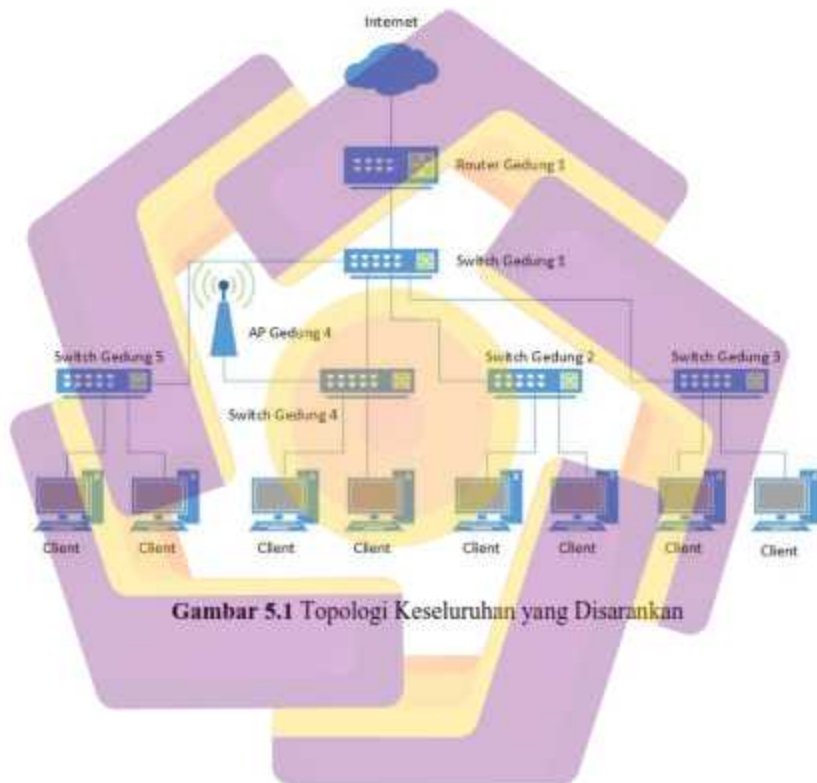 Internet
Router Gedung 1
Switch Gedung 1
AP Gedung 4
Switch Gedung 5
Switch Gedung 2
Switch Gedung 3
Switch Gedung 4
Client
Client
Client
Client
Client
Client
Client
Client
Gambar 5.1 Topologi Keseluruhan yang Disarankan